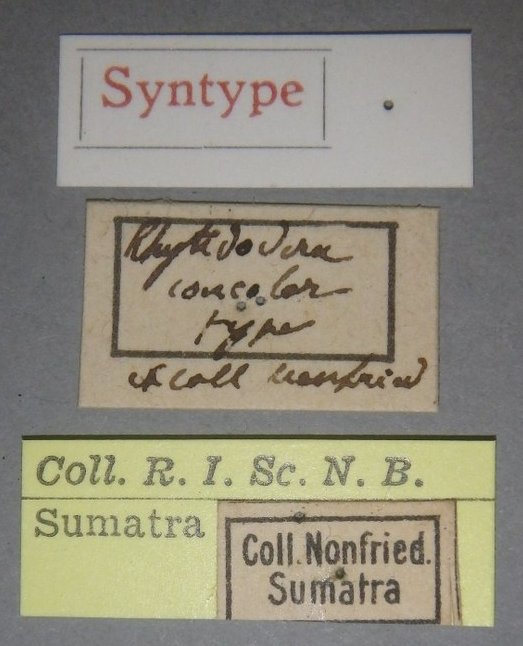 Syntype
Rhytidodera
concolor
type
ex coll Nonfried
Coll. R. I. Sc. N. B.
Sumatra
Coll. Nonfried.
Sumatra